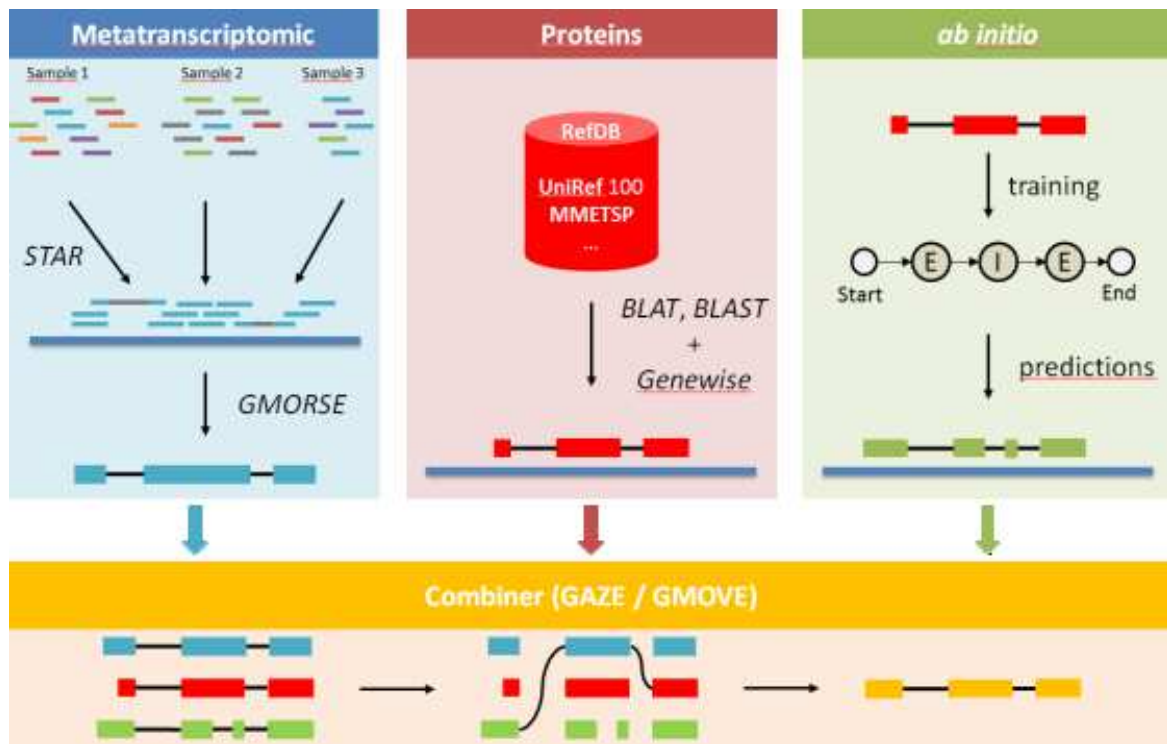 Metatranscriptomic
Sample 1
Sample 2
Sample 3
STAR
GMORSE
Proteins
RefDB
UniRef 100
MMETSP
...
BLAT, BLAST
+
Genewise
ab initio
training
E
I
E
Start
End
predictions
Combiner (GAZE / GMOVE)